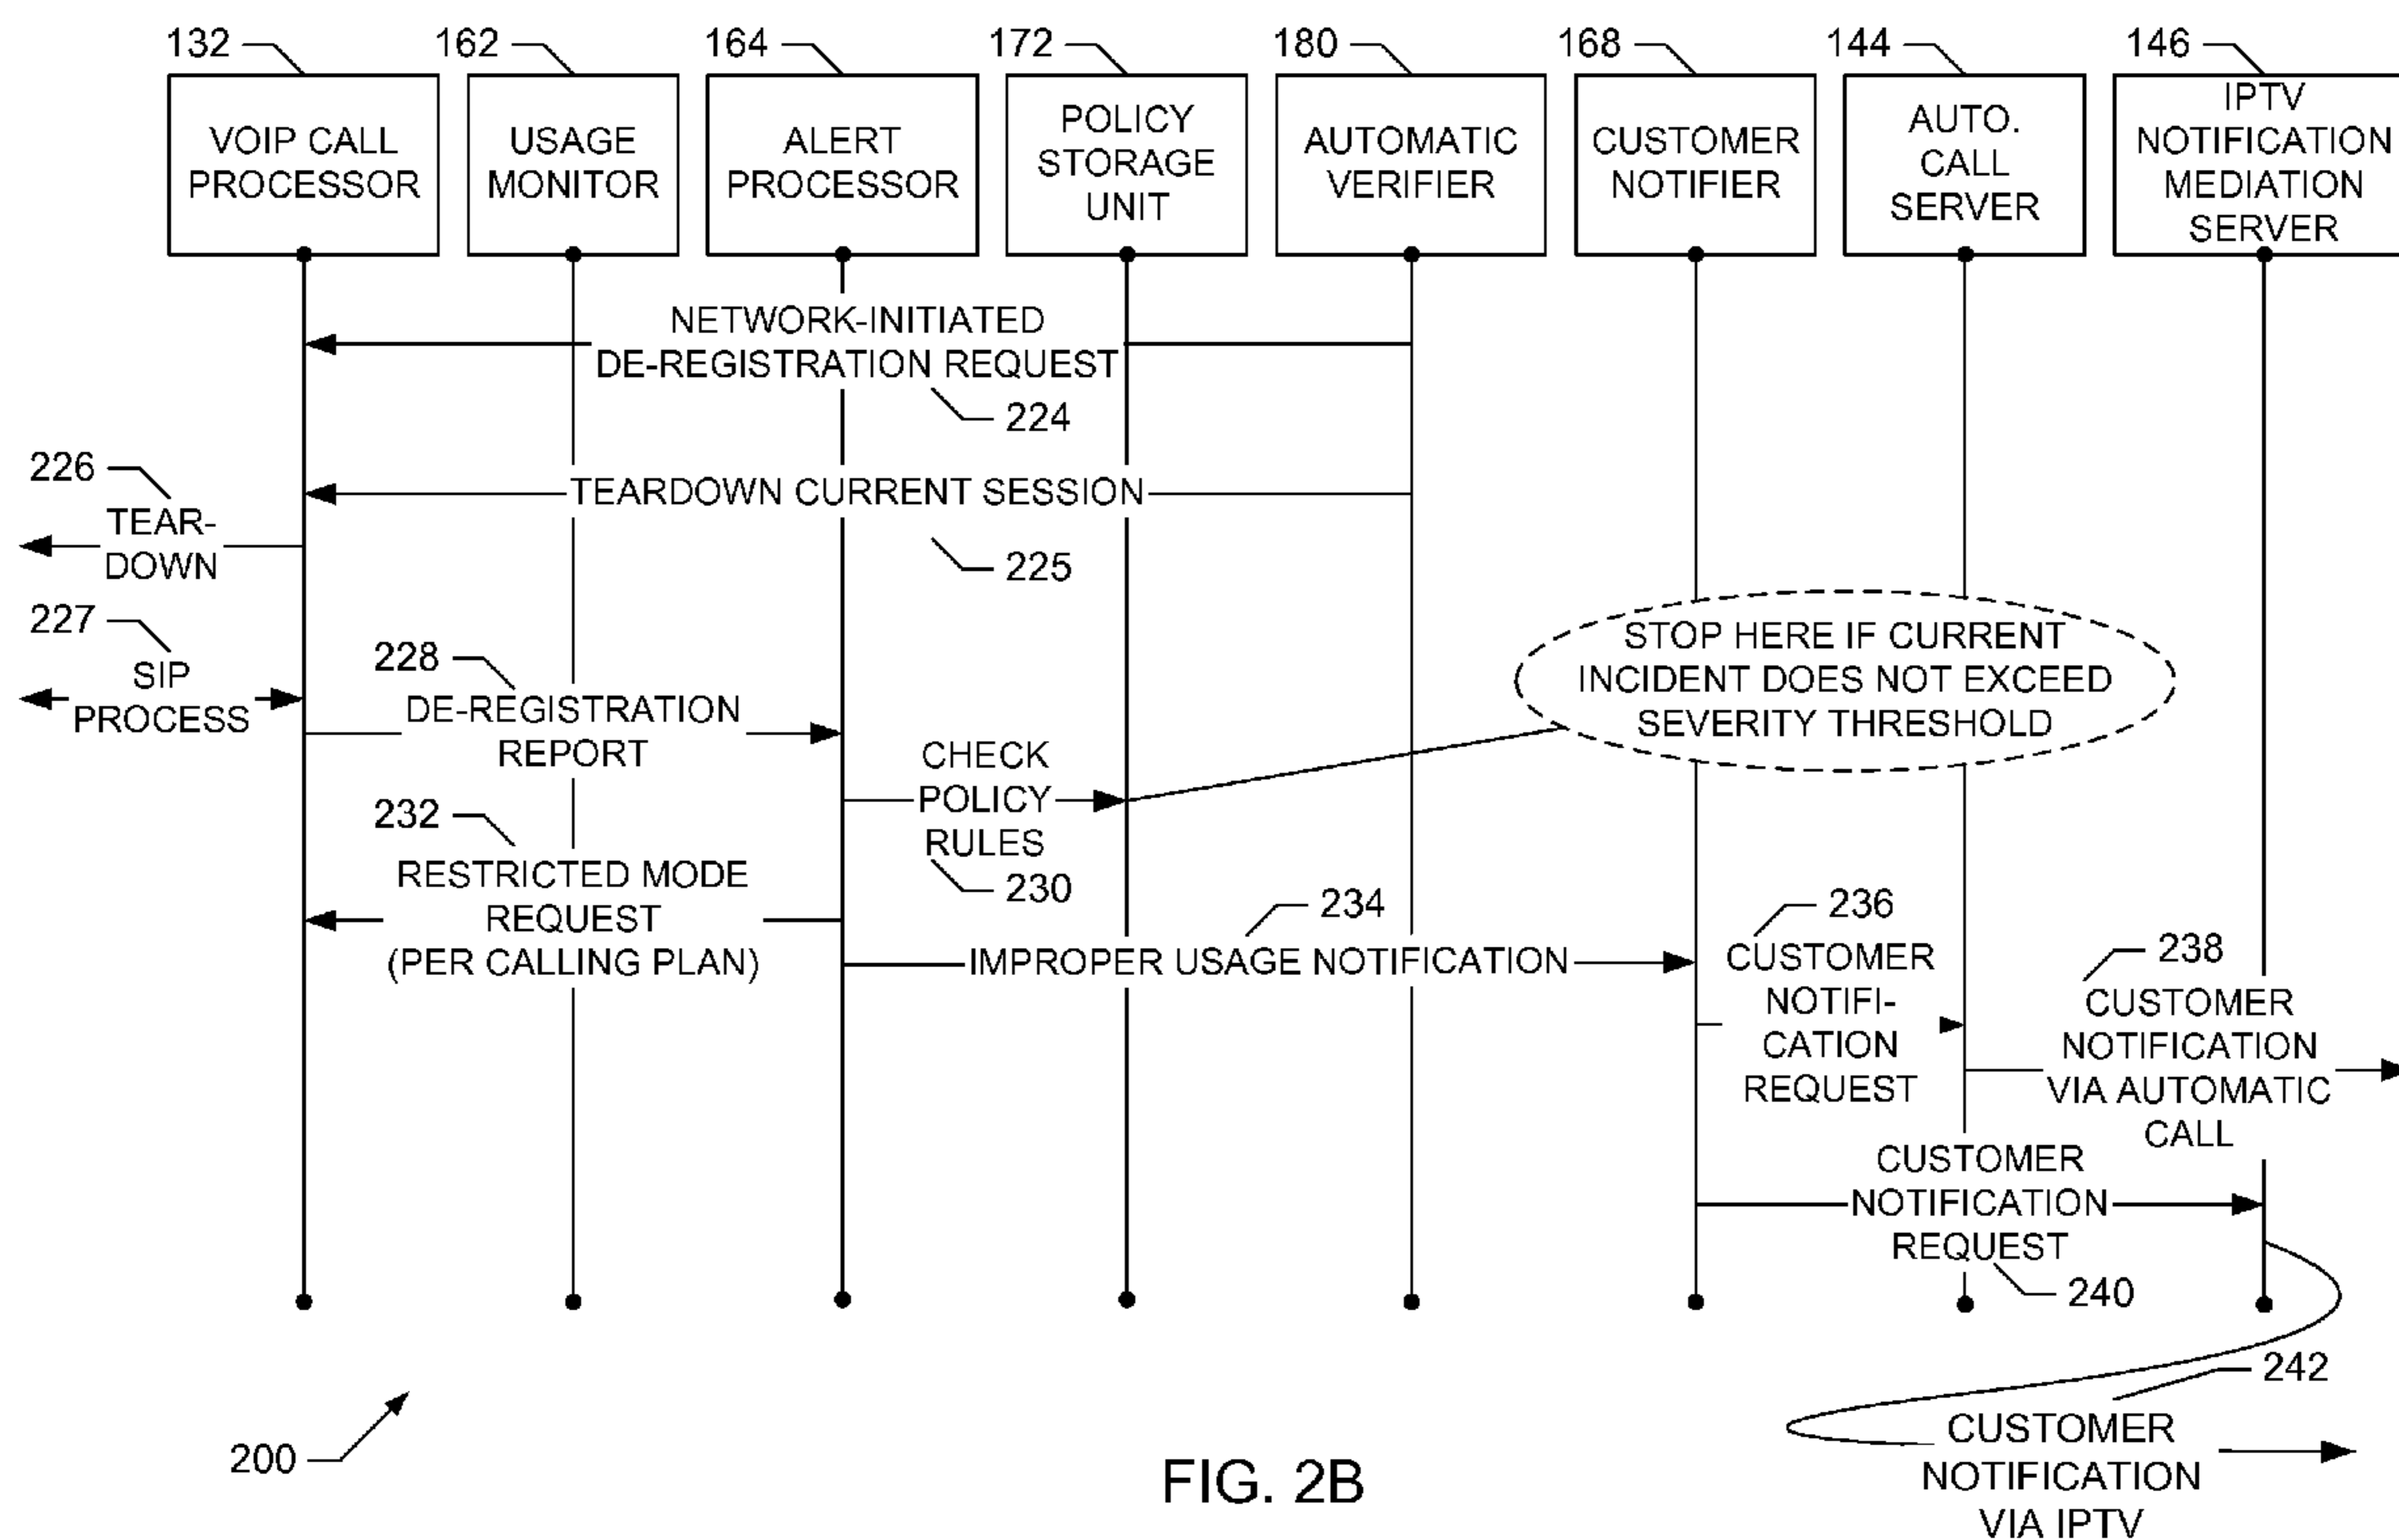 132
162
164
172
180
168
144
146
VOIP CALL
PROCESSOR
USAGE
MONITOR
ALERT
PROCESSOR
POLICY
STORAGE
UNIT
AUTOMATIC
VERIFIER
CUSTOMER
NOTIFIER
AUTO.
CALL
SERVER
IPTV
NOTIFICATION
MEDIATION
SERVER
NETWORK-INITIATED
DE-REGISTRATION REQUEST
224
TEARDOWN CURRENT SESSION
225
226
TEAR-
DOWN
227
SIP
PROCESS
228
DE-REGISTRATION
REPORT
STOP HERE IF CURRENT
INCIDENT DOES NOT EXCEED
SEVERITY THRESHOLD
CHECK
POLICY
RULES
230
232
RESTRICTED MODE
REQUEST
(PER CALLING PLAN)
234
IMPROPER USAGE NOTIFICATION
236
CUSTOMER
NOTIFI-
CATION
REQUEST
238
CUSTOMER
NOTIFICATION
VIA AUTOMATIC
CALL
CUSTOMER
NOTIFICATION
REQUEST
240
242
CUSTOMER
NOTIFICATION
VIA IPTV
200
FIG. 2B